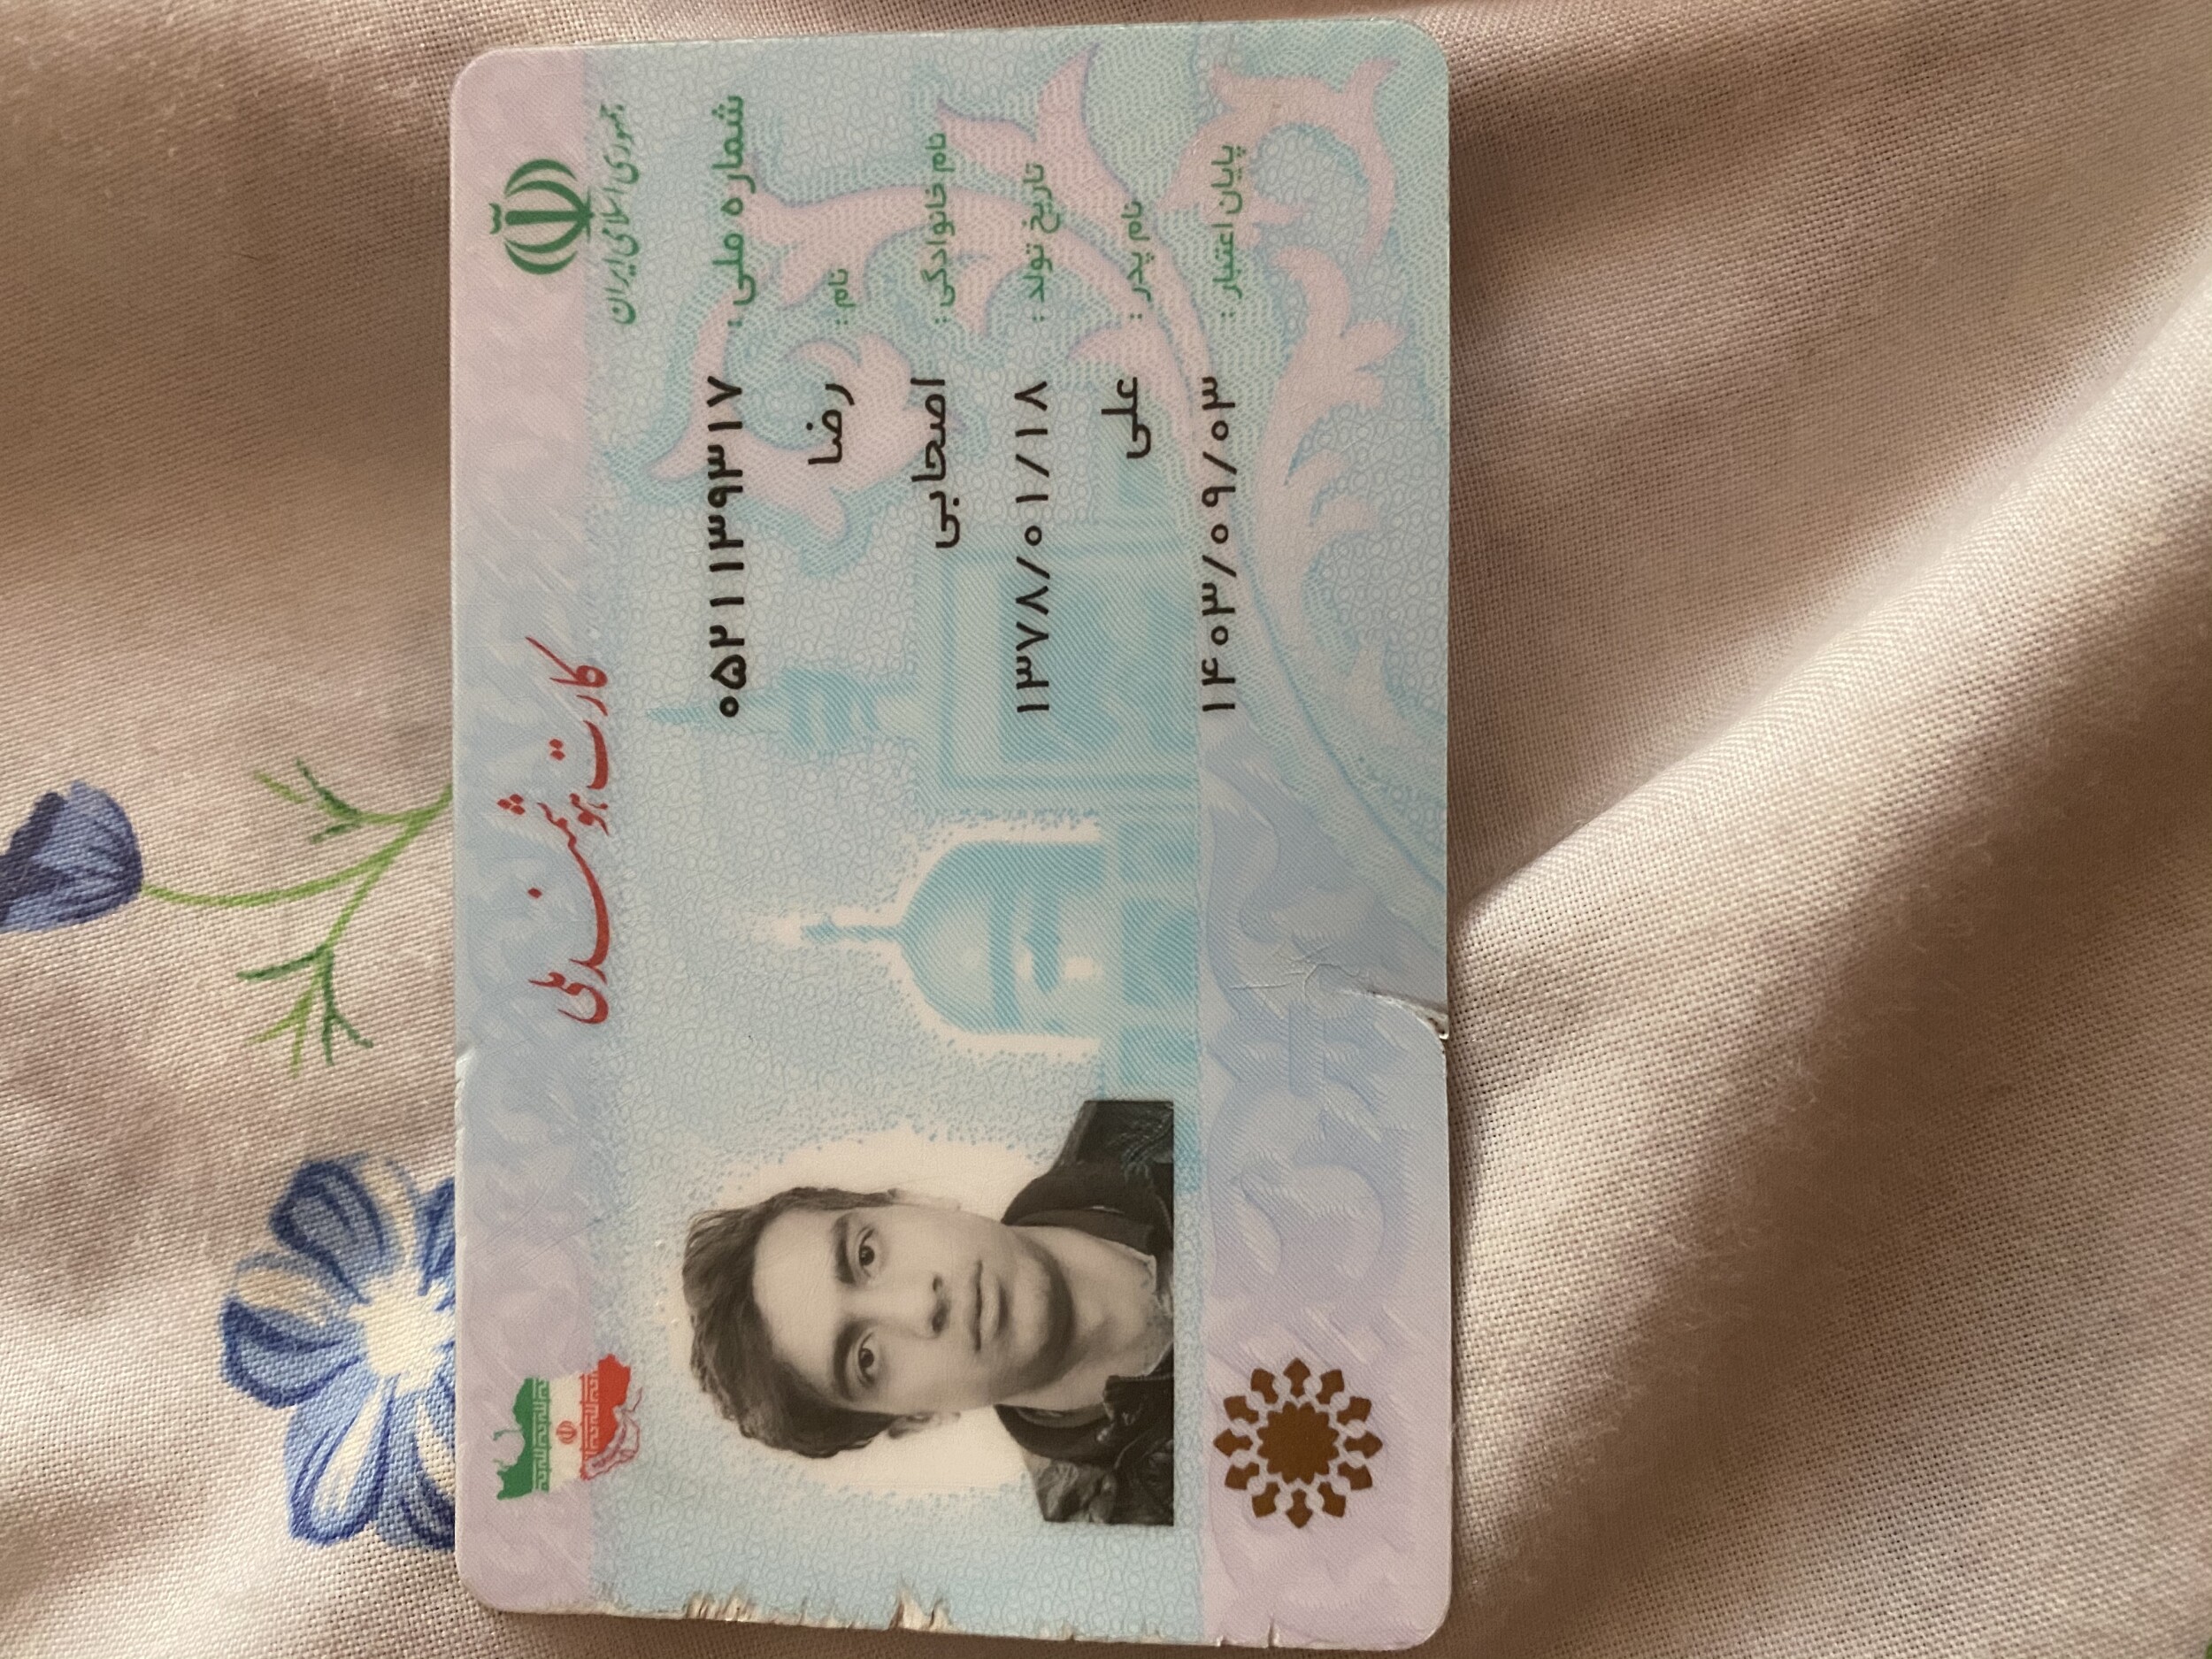 جمهوری اسلامی ایران
کارت هوشمند ملی
شماره ملی: ۰۵۲۱۱۳۹۳۱۷
نام: رضا
نام خانوادگی: اصحابی
تاریخ تولد: ۱۳۷۸/۰۱/۱۸
نام پدر: علی
پایان اعتبار: ۱۴۰۳/۰۹/۰۳